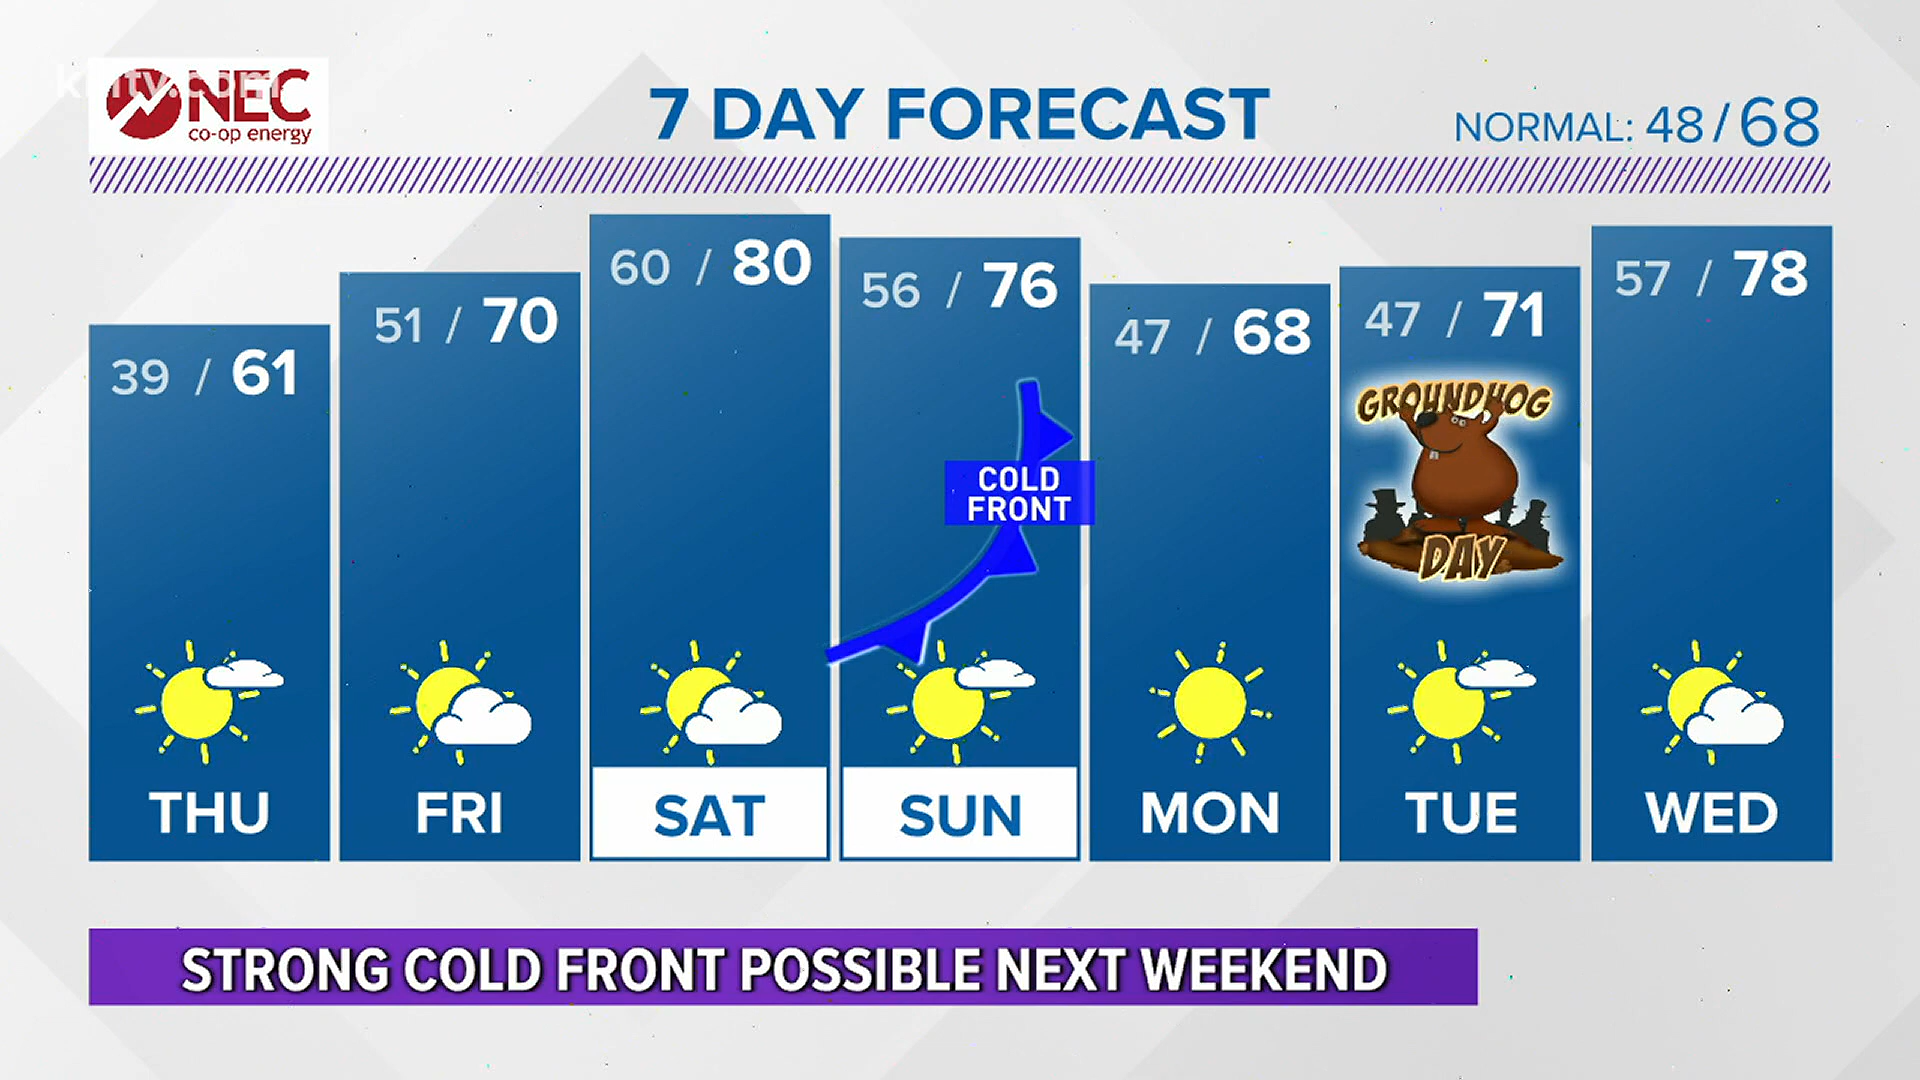 NEC
co-op energy
7 DAY FORECAST
NORMAL: 48 / 68
39 / 61
51 / 70
60 / 80
56 / 76
47 / 68
47 / 71
57 / 78
COLD
FRONT
GROUNDHOG
DAY
THU
FRI
SAT
SUN
MON
TUE
WED
STRONG COLD FRONT POSSIBLE NEXT WEEKEND